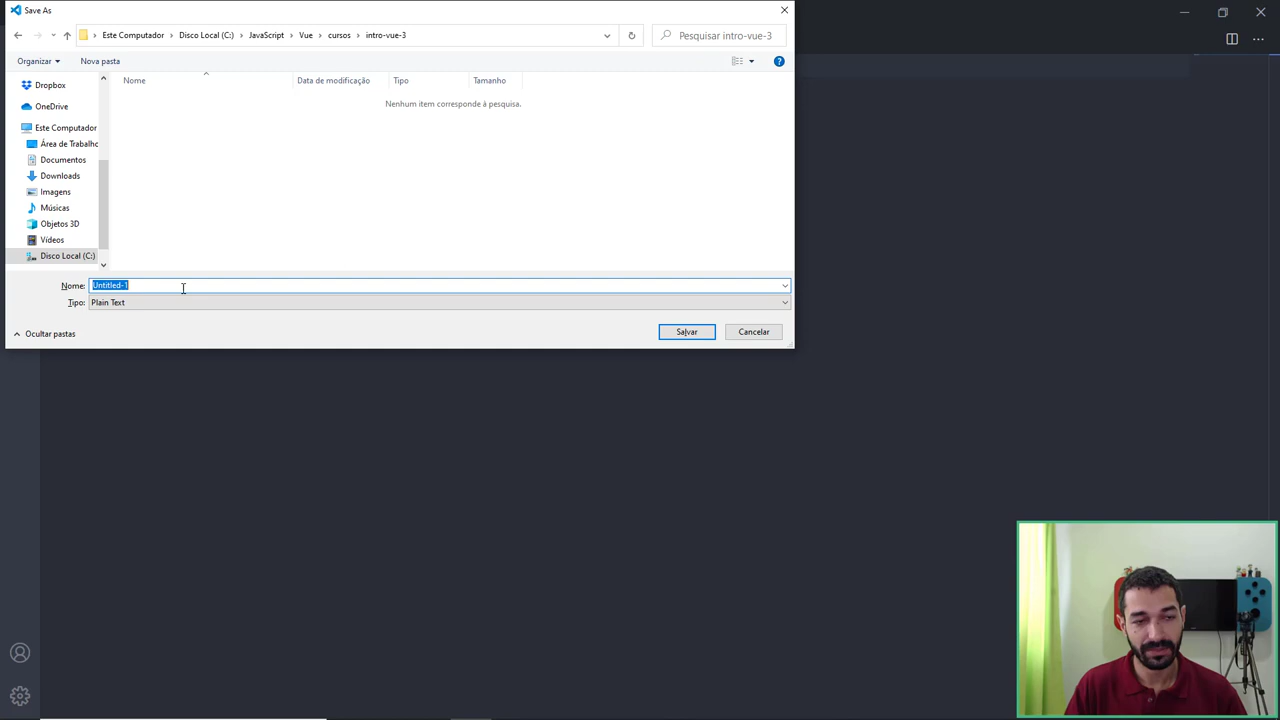 Save As
Este Computador > Disco Local (C:) > JavaScript > Vue > cursos > intro-vue-3
Pesquisar intro-vue-3
Organizar
Nova pasta
Nome
Data de modificação
Tipo
Tamanho
Nenhum item corresponde à pesquisa.
Dropbox
OneDrive
Este Computador
Área de Trabalho
Documentos
Downloads
Imagens
Músicas
Objetos 3D
Vídeos
Disco Local (C:)
Nome: Untitled-1
Tipo: Plain Text
Ocultar pastas
Salvar
Cancelar